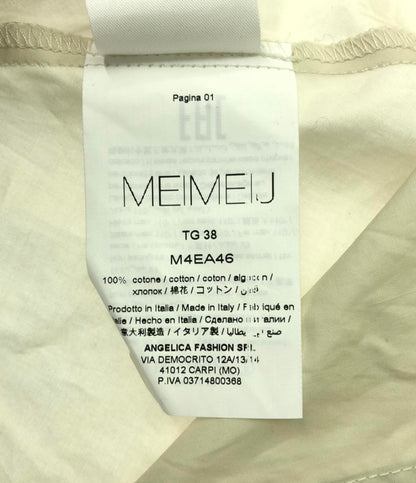 Pagina 01
MEIMEIJ
TG 38
M4EA46
100% cotone / cotton / coton / algodón /
хлопок / 棉花 / コットン / قطن
Prodotto in Italia / Made in Italy / Fabriqué en
Italie / Hecho en Italia / Сделано в италии /
意大利製造 / イタリア製 / صنع في إيطاليا
ANGELICA FASHION SRL
VIA DEMOCRITO 12A/13/14
41012 CARPI (MO)
P.IVA 03714800368